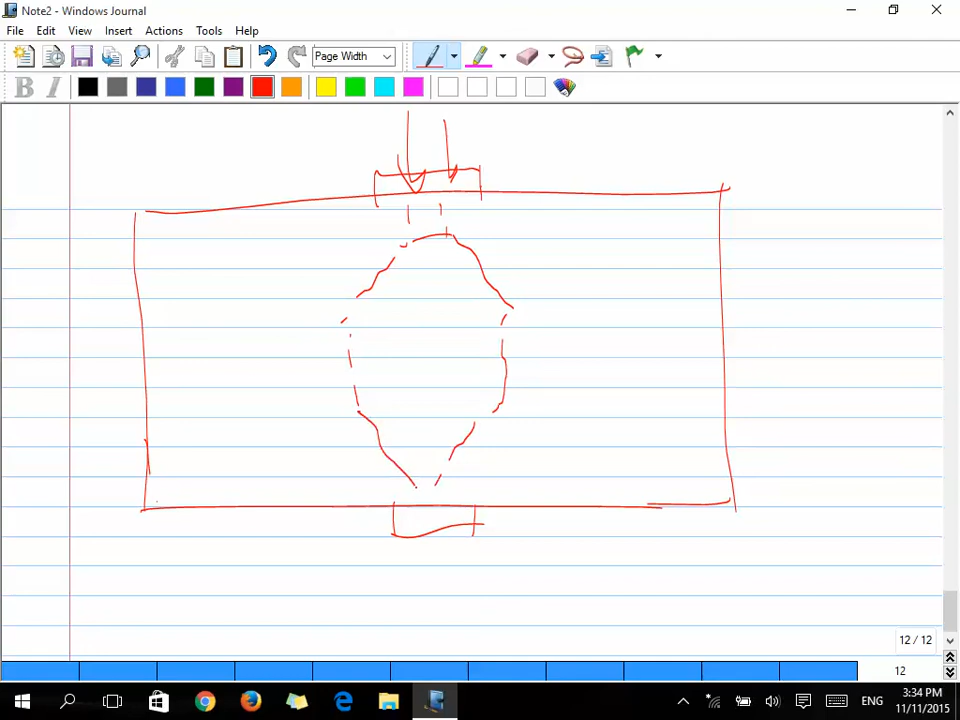 Note2 - Windows Journal
File Edit View Insert Actions Tools Help
Page Width
B I
12 / 12
12
ENG
3:34 PM
11/11/2015